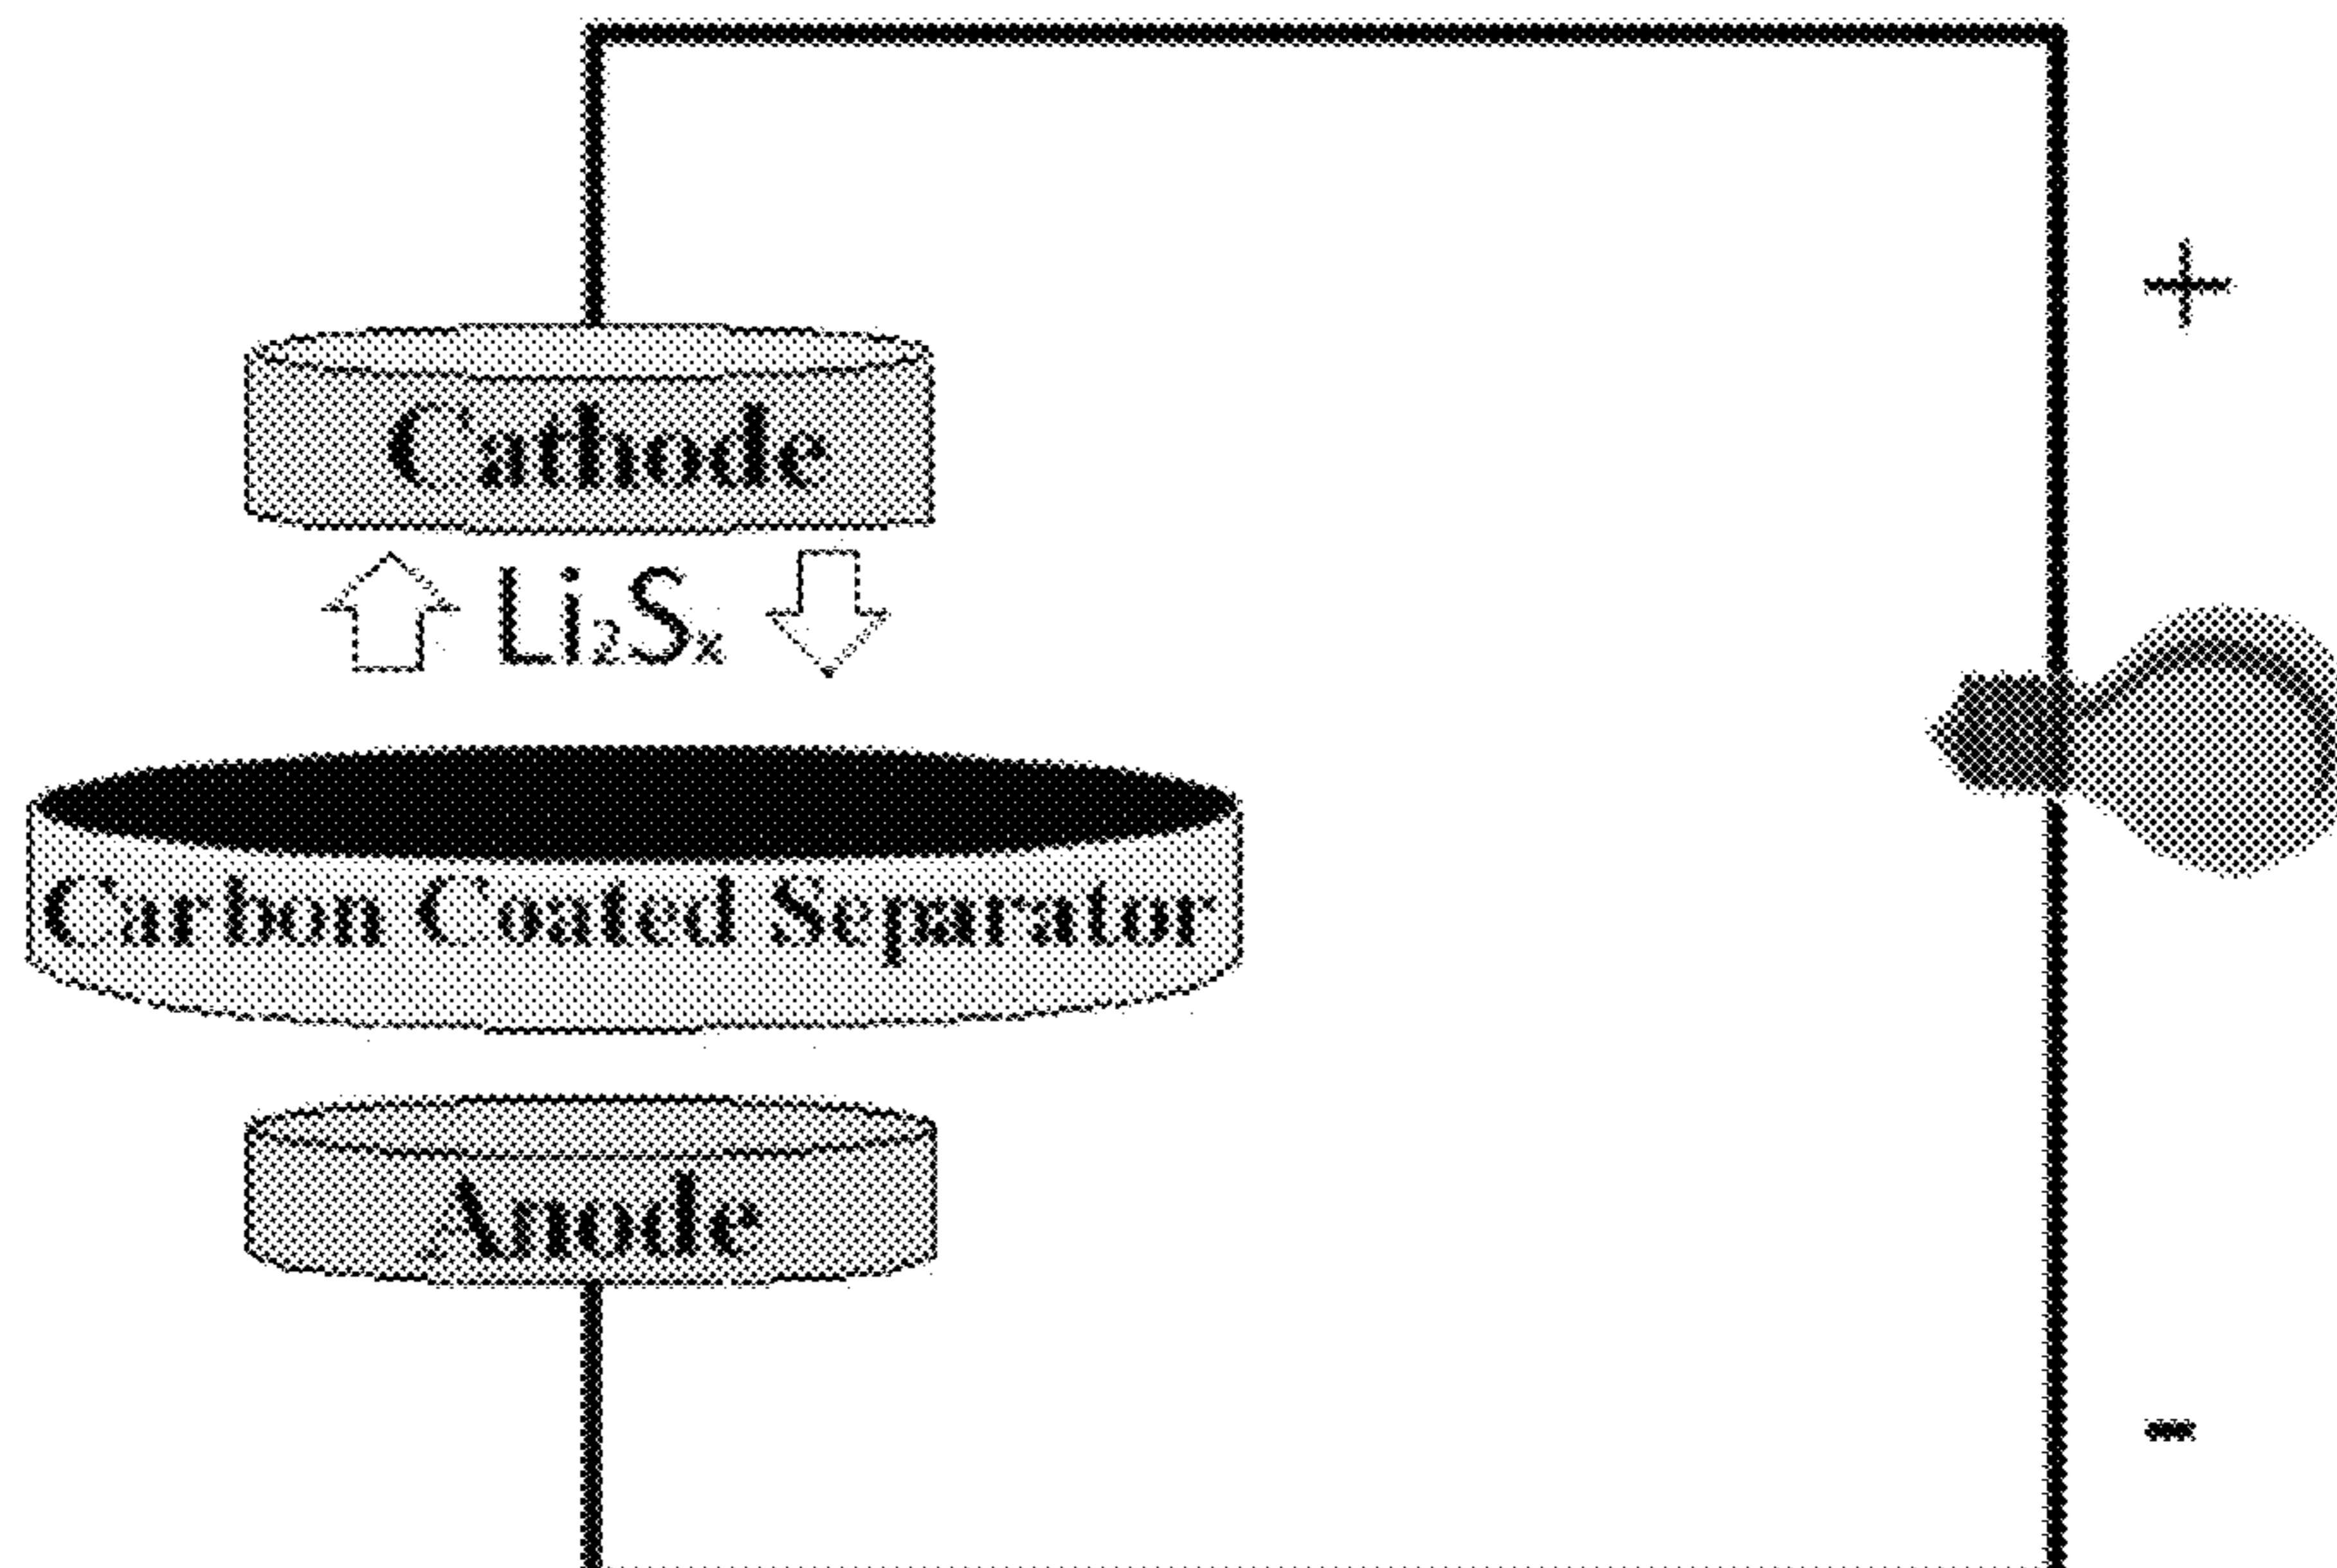 +
Cathode
Li₂Sₓ
Carbon Coated Separator
Anode
-